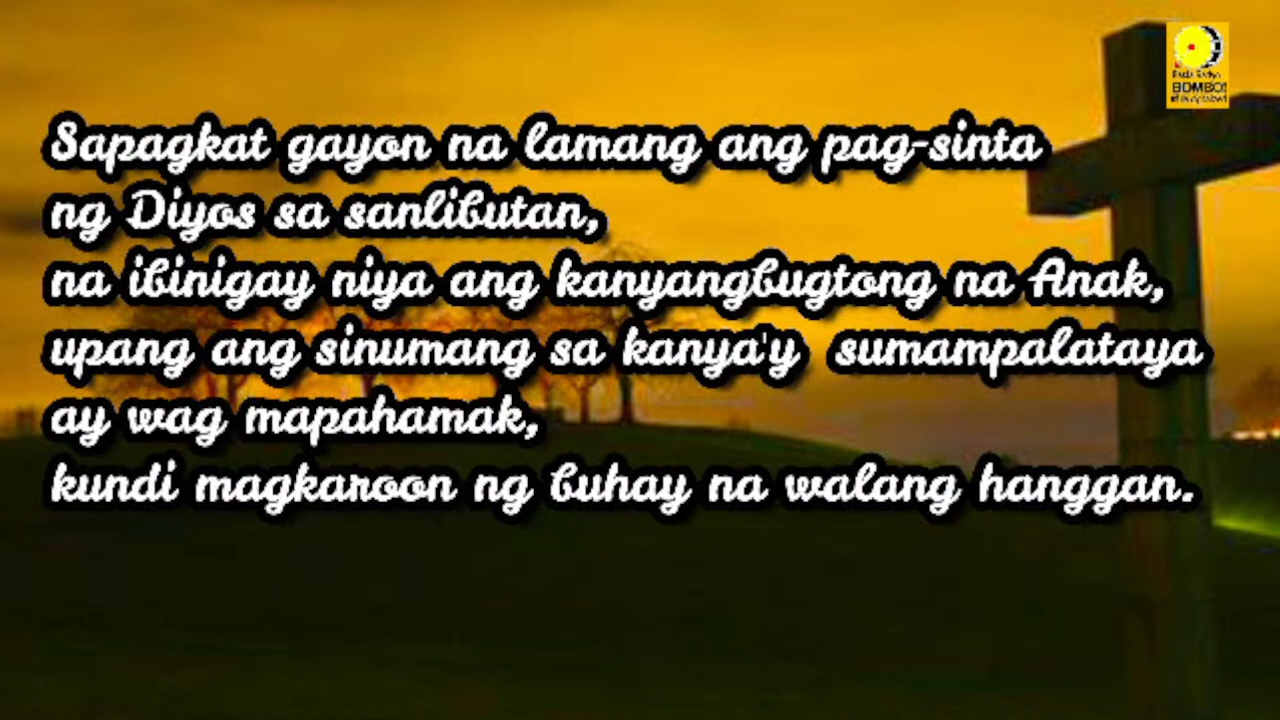 BOMBO!
Sapagkat gayon na lamang ang pag-sinta
ng Diyos sa sanlibutan,
na ibinigay niya ang kanyangbugtong na Anak,
upang ang sinumang sa kanya'y  sumampalataya
ay wag mapahamak,
kundi magkaroon ng buhay na walang hanggan.